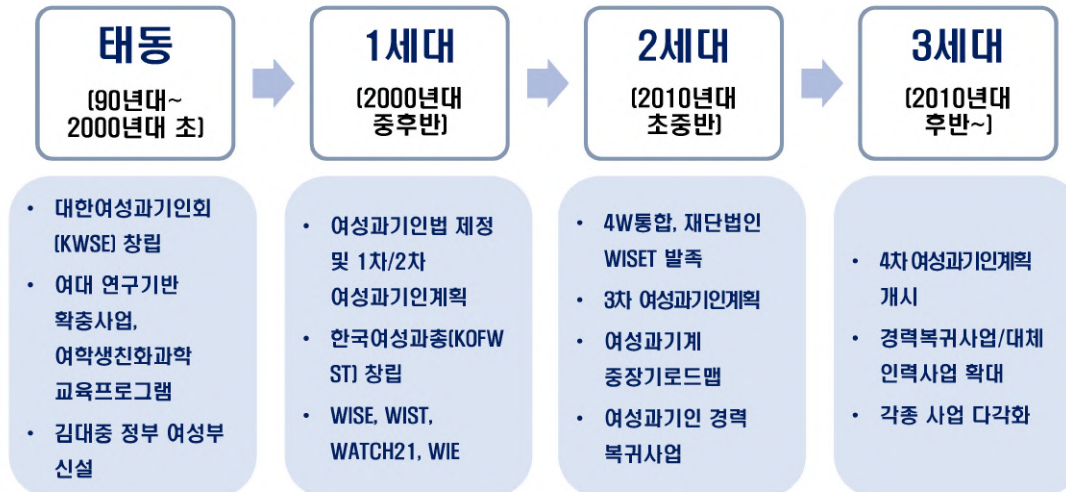 태동
(90년대~
2000년대 초)
• 대한여성과기인회
(KWSE) 창립
• 여대 연구기반
확충사업,
여학생친화과학
교육프로그램
• 김대중 정부 여성부
신설
1세대
(2000년대
중후반)
• 여성과기인법 제정
및 1차/2차
여성과기인계획
• 한국여성과총(KOFW
ST) 창립
• WISE, WIST,
WATCH21, WIE
2세대
(2010년대
초중반)
• 4W통합, 재단법인
WISET 발족
• 3차 여성과기인계획
• 여성과기계
중장기로드맵
• 여성과기인 경력
복귀사업
3세대
(2010년대
후반~)
• 4차 여성과기인계획
개시
• 경력복귀사업/대체
인력사업 확대
• 각종 사업 다각화